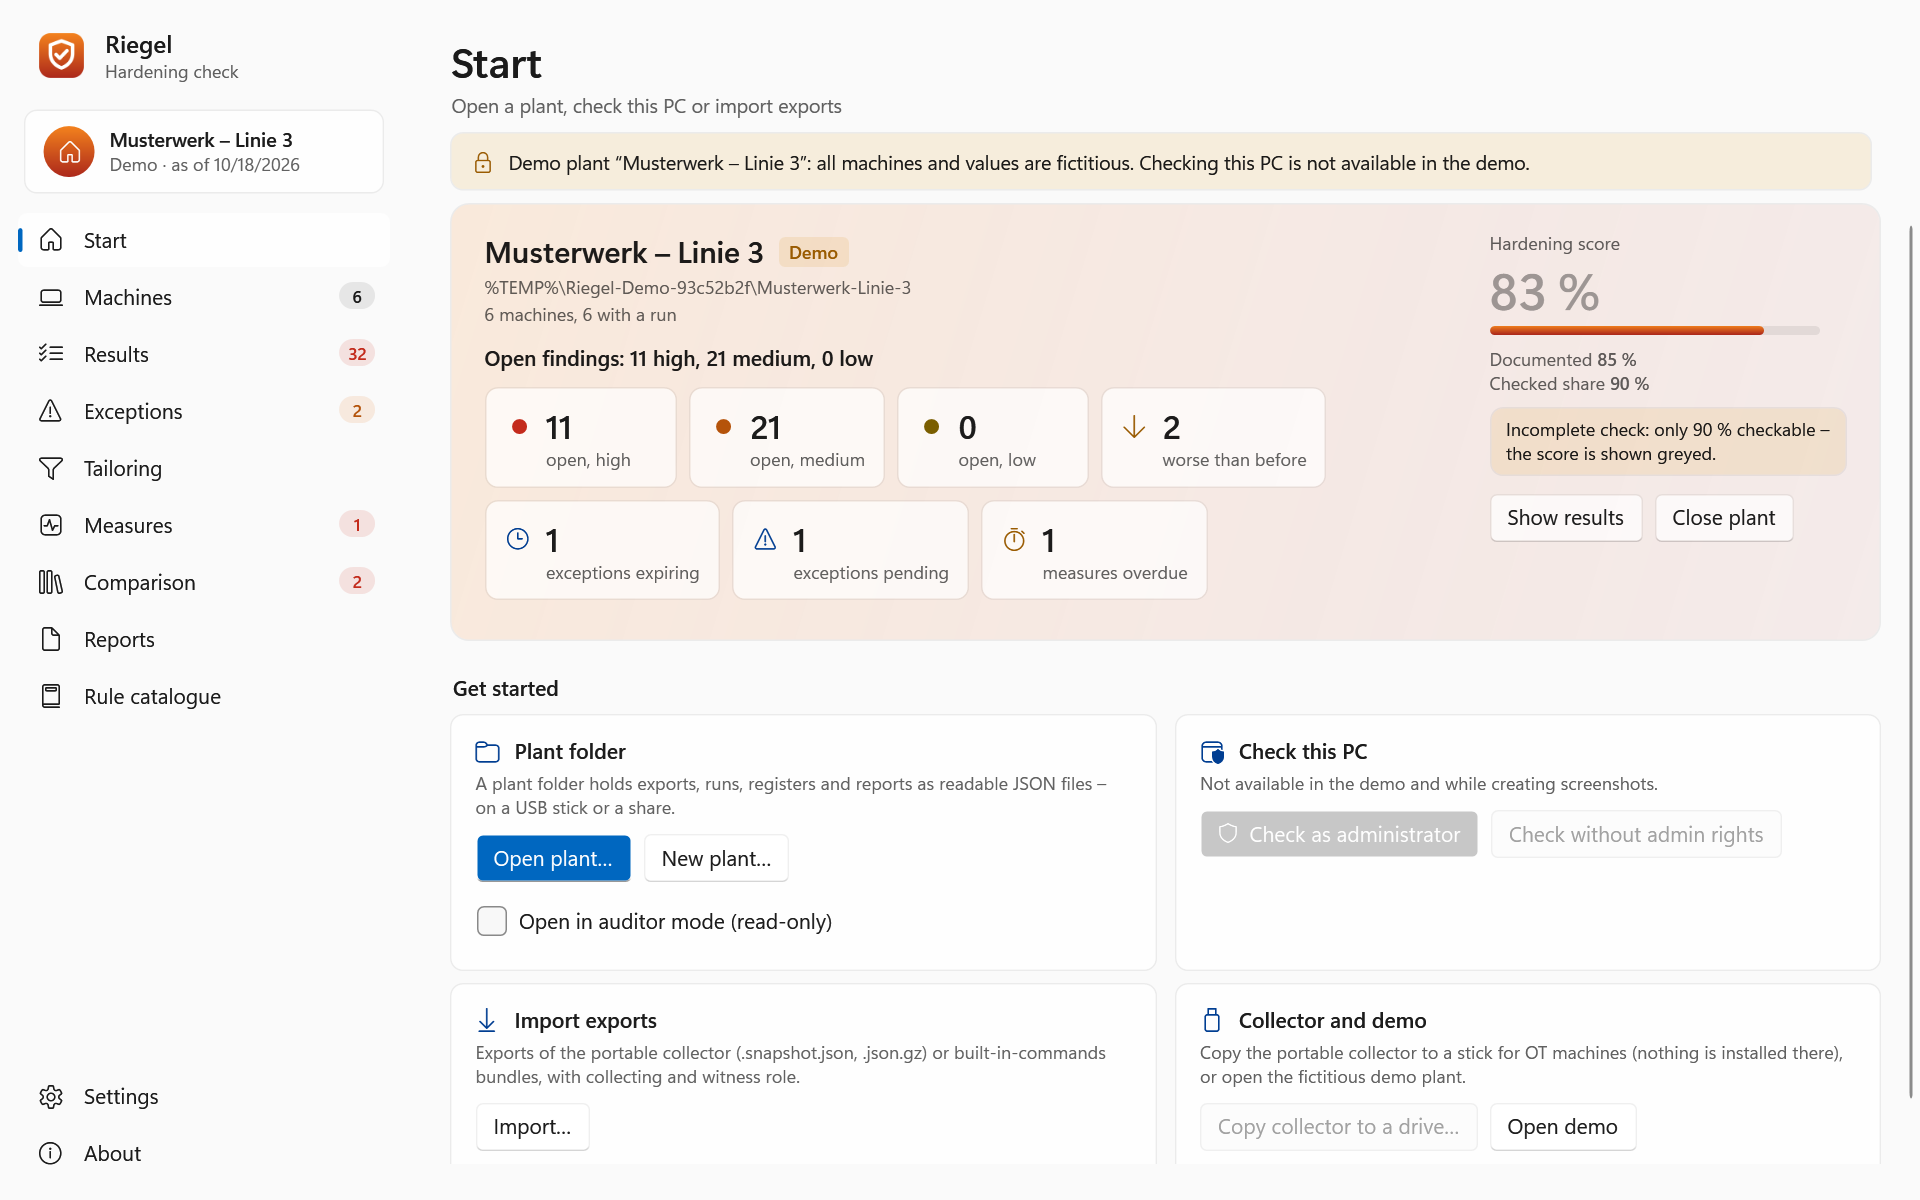 Riegel
Hardening check
Musterwerk – Linie 3
Demo · as of 10/18/2026
Start
Machines
6
Results
32
Exceptions
2
Tailoring
Measures
1
Comparison
2
Reports
Rule catalogue
Settings
About
Start
Open a plant, check this PC or import exports
Demo plant “Musterwerk – Linie 3”: all machines and values are fictitious. Checking this PC is not available in the demo.
Musterwerk – Linie 3
Demo
%TEMP%\Riegel-Demo-93c52b2f\Musterwerk-Linie-3
6 machines, 6 with a run
Open findings: 11 high, 21 medium, 0 low
11
open, high
21
open, medium
0
open, low
2
worse than before
1
exceptions expiring
1
exceptions pending
1
measures overdue
Hardening score
83 %
Documented 85 %
Checked share 90 %
Incomplete check: only 90 % checkable –
the score is shown greyed.
Show results
Close plant
Get started
Plant folder
A plant folder holds exports, runs, registers and reports as readable JSON files –
on a USB stick or a share.
Open plant...
New plant...
Open in auditor mode (read-only)
Check this PC
Not available in the demo and while creating screenshots.
Check as administrator
Check without admin rights
Import exports
Exports of the portable collector (.snapshot.json, .json.gz) or built-in-commands
bundles, with collecting and witness role.
Import...
Collector and demo
Copy the portable collector to a stick for OT machines (nothing is installed there),
or open the fictitious demo plant.
Copy collector to a drive...
Open demo